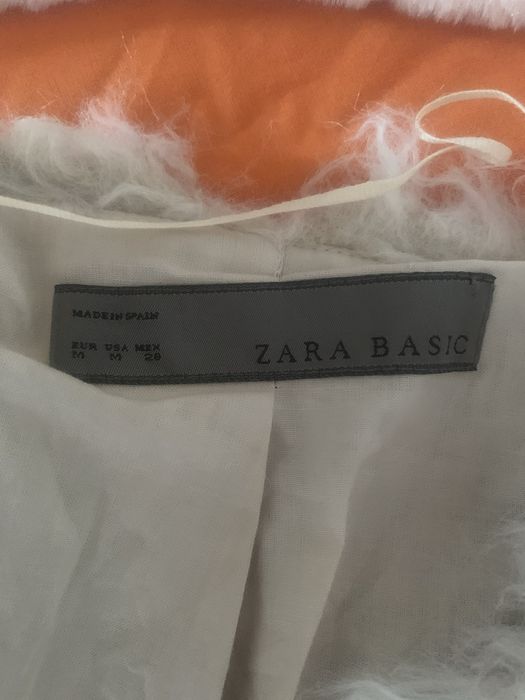 MADE IN SPAIN
EUR USA MEX
M M 28
ZARA BASIC